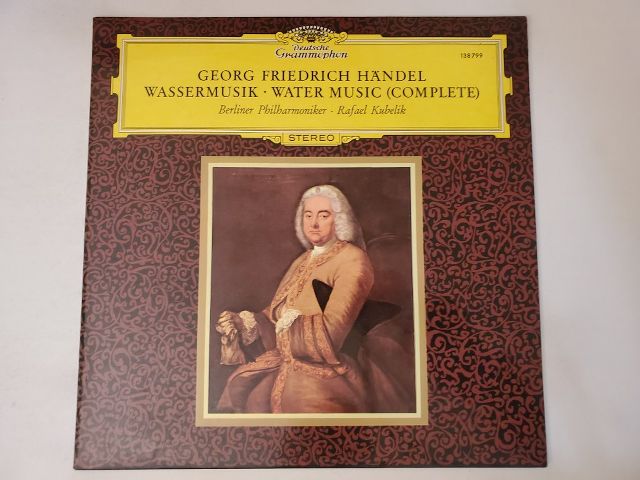 Deutsche
Grammophon
138799
GEORG FRIEDRICH HÄNDEL
WASSERMUSIK · WATER MUSIC (COMPLETE)
Berliner Philharmoniker - Rafael Kubelik
STEREO